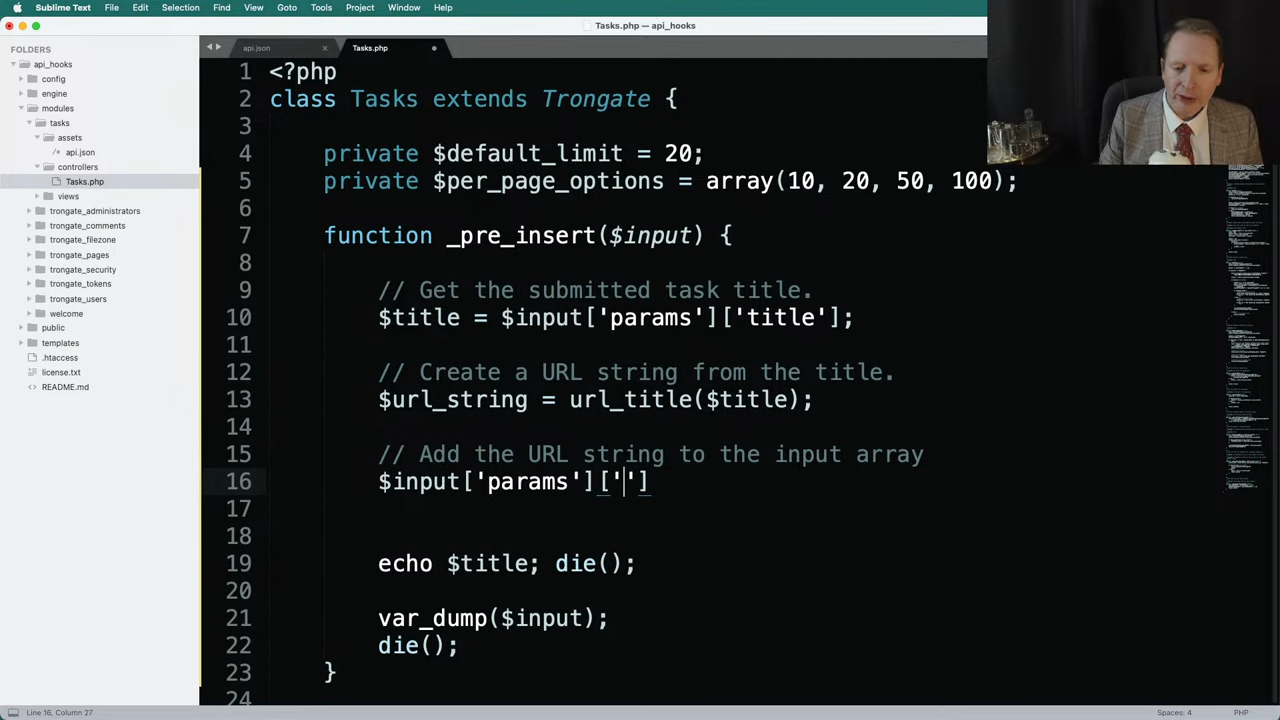 Sublime Text File Edit Selection Find View Goto Tools Project Window Help
Tasks.php — api_hooks
FOLDERS
api_hooks
config
engine
modules
tasks
assets
api.json
controllers
Tasks.php
views
trongate_administrators
trongate_comments
trongate_filezone
trongate_pages
trongate_security
trongate_tokens
trongate_users
welcome
public
templates
.htaccess
license.txt
README.md
api.json Tasks.php
1 <?php
2 class Tasks extends Trongate {
3
4 private $default_limit = 20;
5 private $per_page_options = array(10, 20, 50, 100);
6
7 function _pre_insert($input) {
8
9 // Get the submitted task title.
10 $title = $input['params']['title'];
11
12 // Create a URL string from the title.
13 $url_string = url_title($title);
14
15 // Add the URL string to the input array
16 $input['params']['']
17
18
19 echo $title; die();
20
21 var_dump($input);
22 die();
23 }
24
Line 16, Column 27 Spaces: 4 PHP